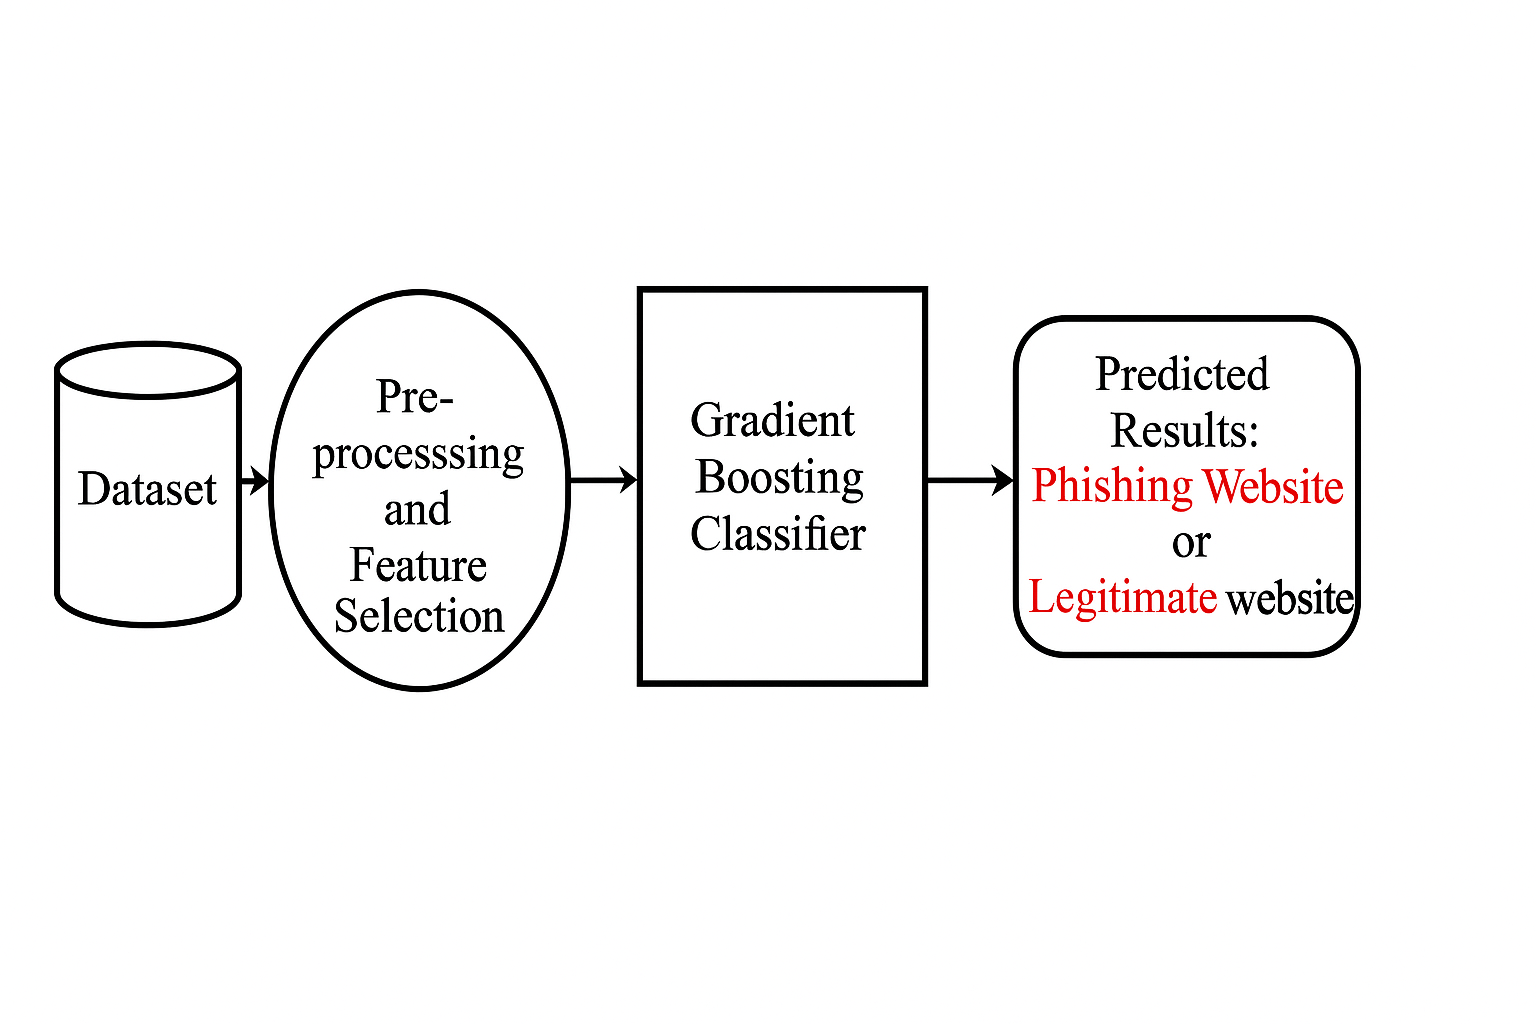 Dataset
Pre-
processsing
and
Feature
Selection
Gradient
Boosting
Classifier
Predicted
Results:
Phishing Website
or
Legitimate website